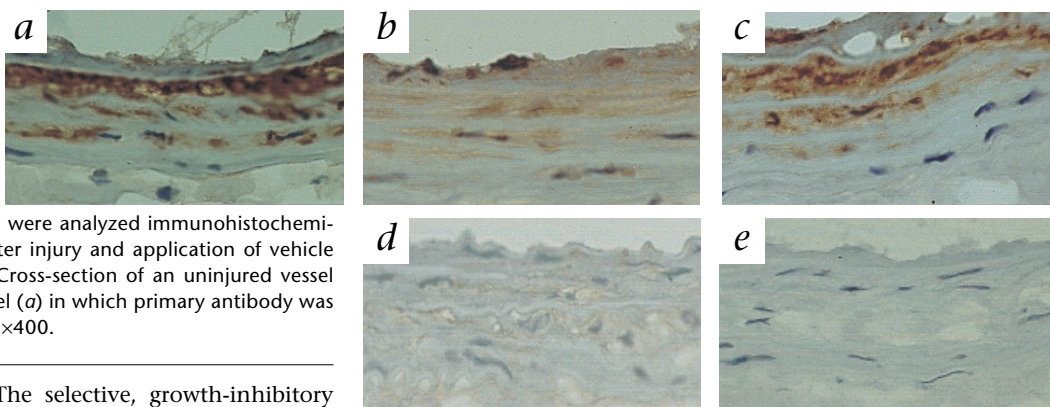 a
b
c
were analyzed immunohistochemi-
ter injury and application of vehicle
Cross-section of an uninjured vessel
el (a) in which primary antibody was
×400.
d
e
The selective, growth-inhibitory